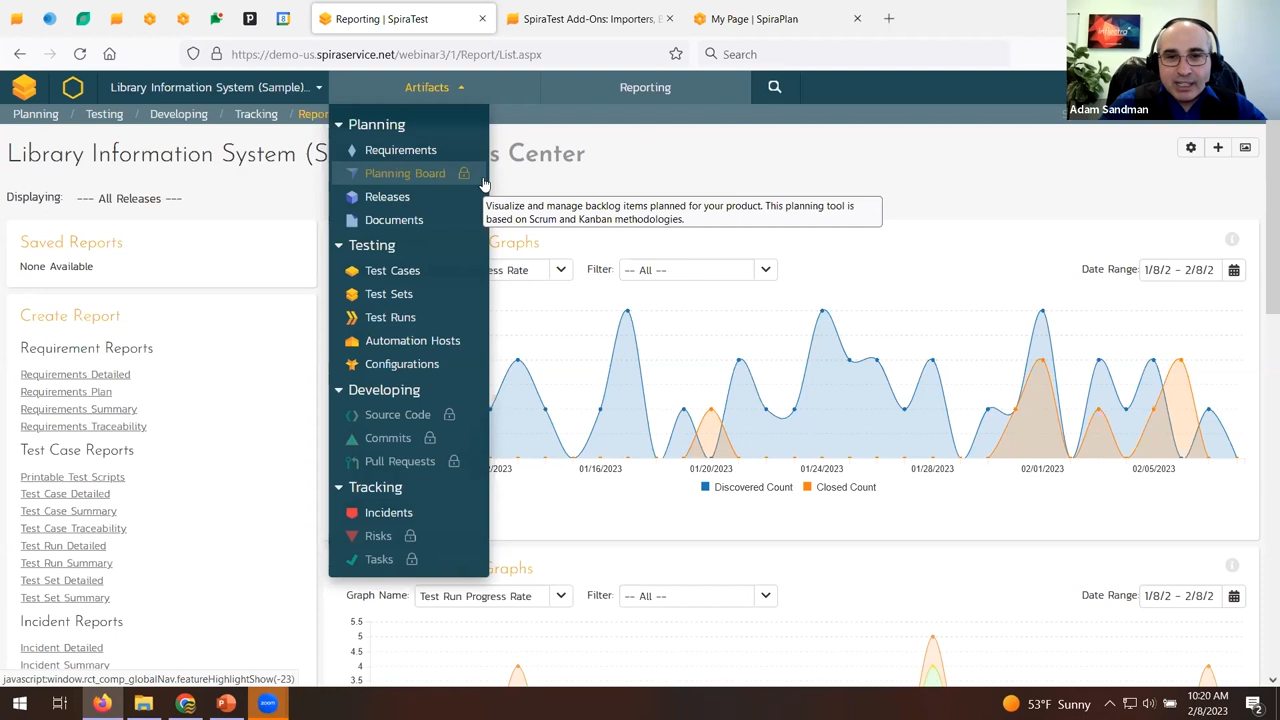 Reporting | SpiraTest
SpiraTest Add-Ons: Importers, E
My Page | SpiraPlan
https://demo-us.spiraservice.net/webinar3/1/Report/List.aspx
Search
Adam Sandman
Library Information System (Sample)...
Artifacts
Reporting
Planning
Testing
Developing
Tracking
Repor
Library Information System (S
s Center
Displaying:
--- All Releases ---
Planning
Requirements
Planning Board
Releases
Documents
Testing
Test Cases
Test Sets
Test Runs
Automation Hosts
Configurations
Developing
Source Code
Commits
Pull Requests
Tracking
Incidents
Risks
Tasks
Visualize and manage backlog items planned for your product. This planning tool is
based on Scrum and Kanban methodologies.
Saved Reports
None Available
Create Report
Requirement Reports
Requirements Detailed
Requirements Plan
Requirements Summary
Requirements Traceability
Test Case Reports
Printable Test Scripts
Test Case Detailed
Test Case Summary
Test Case Traceability
Test Run Detailed
Test Run Summary
Test Set Detailed
Test Set Summary
Incident Reports
Incident Detailed
Incident Summary
Graphs
ess Rate
Filter:
-- All --
Date Range:
1/8/2 - 2/8/2
2/2023
01/16/2023
01/20/2023
01/24/2023
01/28/2023
02/01/2023
02/05/2023
Discovered Count
Closed Count
raphs
Graph Name:
Test Run Progress Rate
Filter:
-- All --
Date Range:
1/8/2 - 2/8/2
5.5
5
4.5
4
3.5
javascript:window.rct_comp_globalNav.featureHighlightShow(-23)
zoom
53°F Sunny
10:20 AM
2/8/2023
2